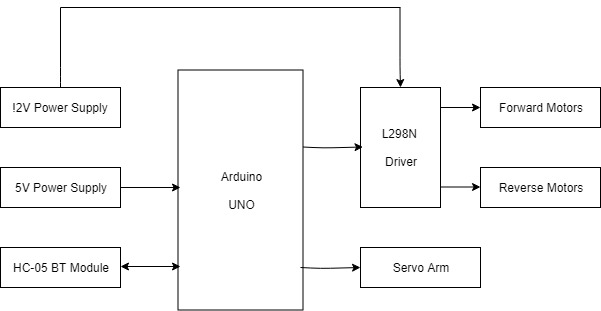 !2V Power Supply
5V Power Supply
HC-05 BT Module
Arduino
UNO
L298N
Driver
Servo Arm
Forward Motors
Reverse Motors